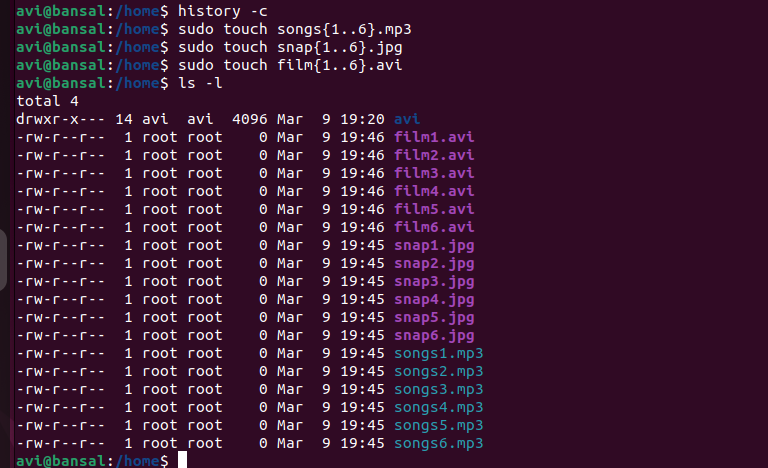 avi@bansal:/home$ history -c
avi@bansal:/home$ sudo touch songs{1..6}.mp3
avi@bansal:/home$ sudo touch snap{1..6}.jpg
avi@bansal:/home$ sudo touch film{1..6}.avi
avi@bansal:/home$ ls -l
total 4
drwxr-x--- 14 avi  avi  4096 Mar  9 19:20 avi
-rw-r--r--  1 root root    0 Mar  9 19:46 film1.avi
-rw-r--r--  1 root root    0 Mar  9 19:46 film2.avi
-rw-r--r--  1 root root    0 Mar  9 19:46 film3.avi
-rw-r--r--  1 root root    0 Mar  9 19:46 film4.avi
-rw-r--r--  1 root root    0 Mar  9 19:46 film5.avi
-rw-r--r--  1 root root    0 Mar  9 19:46 film6.avi
-rw-r--r--  1 root root    0 Mar  9 19:45 snap1.jpg
-rw-r--r--  1 root root    0 Mar  9 19:45 snap2.jpg
-rw-r--r--  1 root root    0 Mar  9 19:45 snap3.jpg
-rw-r--r--  1 root root    0 Mar  9 19:45 snap4.jpg
-rw-r--r--  1 root root    0 Mar  9 19:45 snap5.jpg
-rw-r--r--  1 root root    0 Mar  9 19:45 snap6.jpg
-rw-r--r--  1 root root    0 Mar  9 19:45 songs1.mp3
-rw-r--r--  1 root root    0 Mar  9 19:45 songs2.mp3
-rw-r--r--  1 root root    0 Mar  9 19:45 songs3.mp3
-rw-r--r--  1 root root    0 Mar  9 19:45 songs4.mp3
-rw-r--r--  1 root root    0 Mar  9 19:45 songs5.mp3
-rw-r--r--  1 root root    0 Mar  9 19:45 songs6.mp3
avi@bansal:/home$